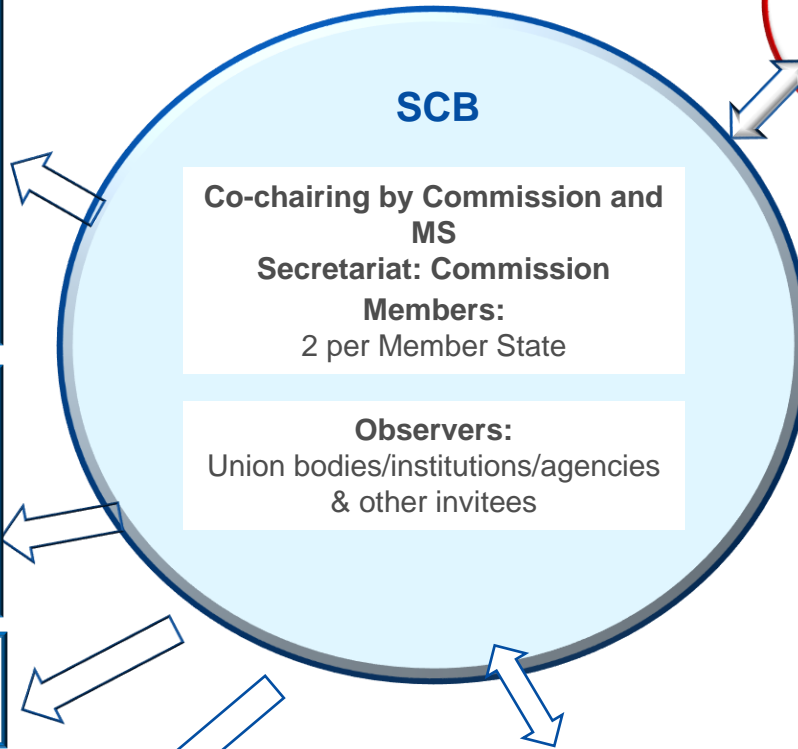 SCB
Co-chairing by Commission and
MS
Secretariat: Commission
Members:
2 per Member State
Observers:
Union bodies/institutions/agencies
& other invitees